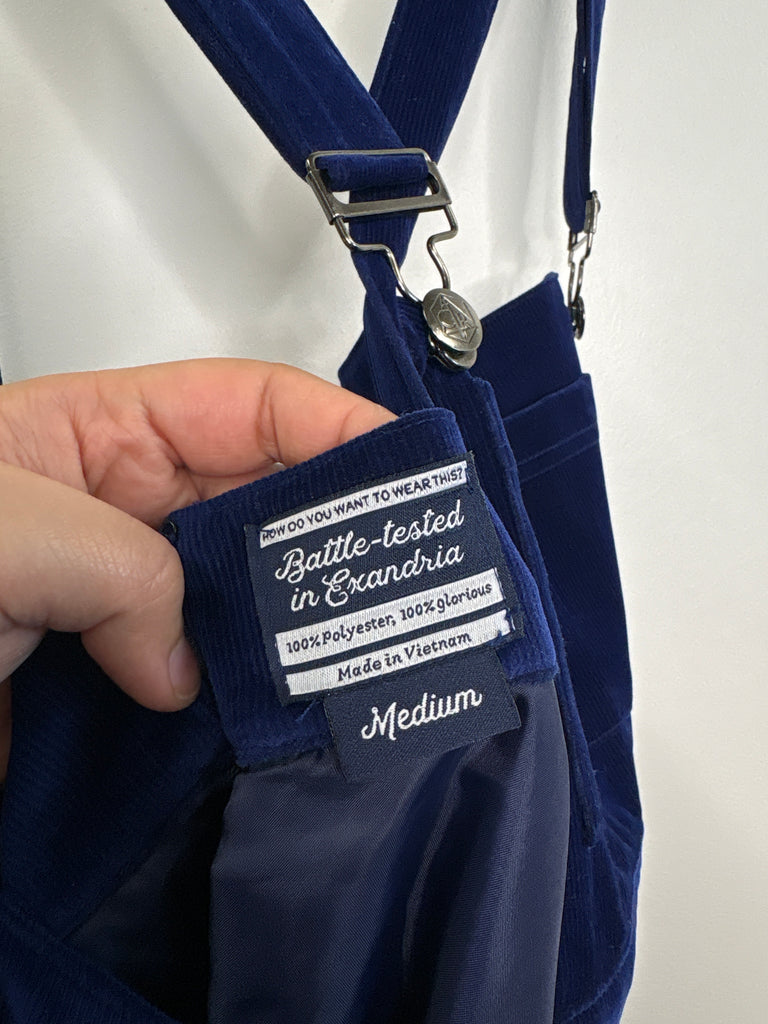 HOW DO YOU WANT TO WEAR THIS?
Battle-tested
in Exandria
100% Polyester, 100% glorious
Made in Vietnam
Medium